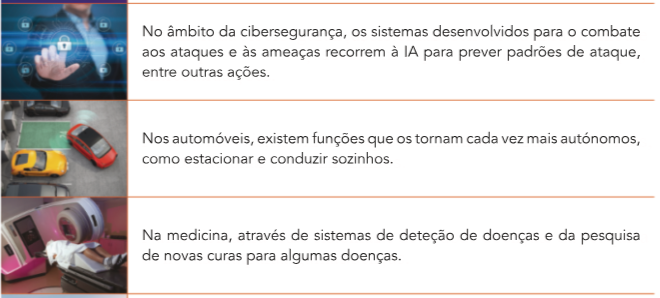 No âmbito da cibersegurança, os sistemas desenvolvidos para o combate
aos ataques e às ameaças recorrem à IA para prever padrões de ataque,
entre outras ações.
Nos automóveis, existem funções que os tornam cada vez mais autónomos,
como estacionar e conduzir sozinhos.
Na medicina, através de sistemas de deteção de doenças e da pesquisa
de novas curas para algumas doenças.